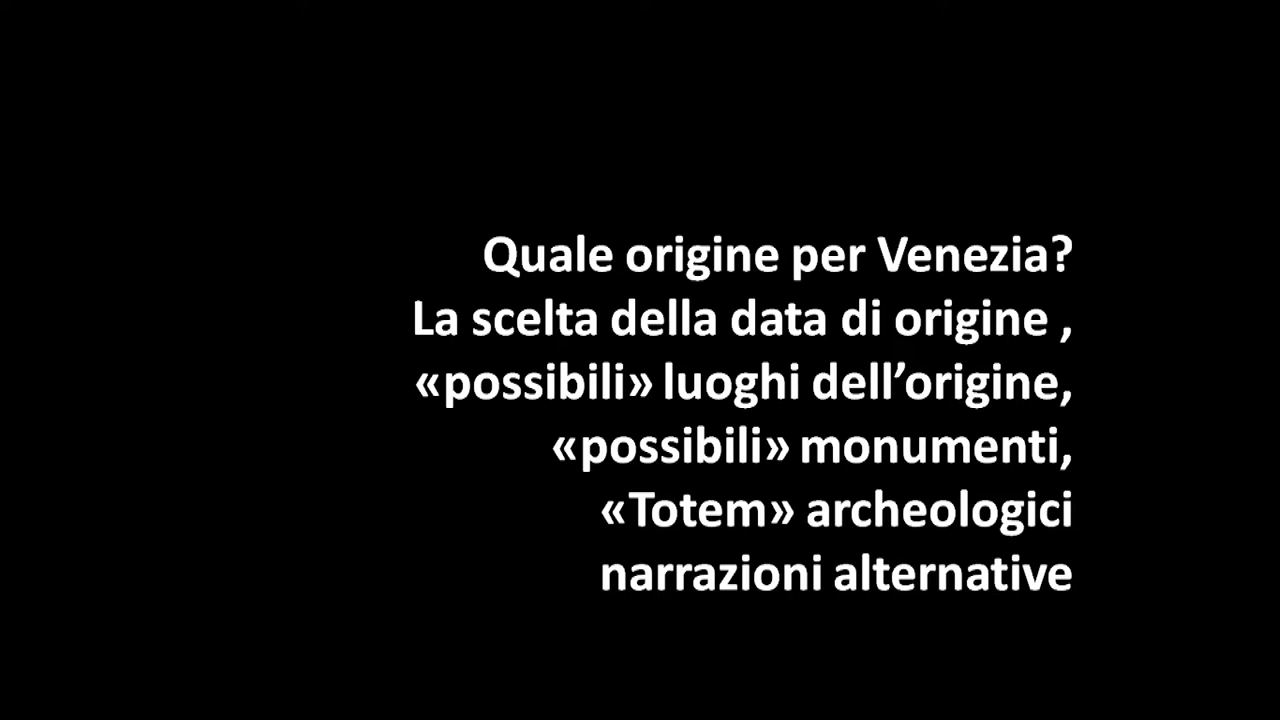 Quale origine per Venezia?
La scelta della data di origine ,
«possibili» luoghi dell’origine,
«possibili» monumenti,
«Totem» archeologici
narrazioni alternative